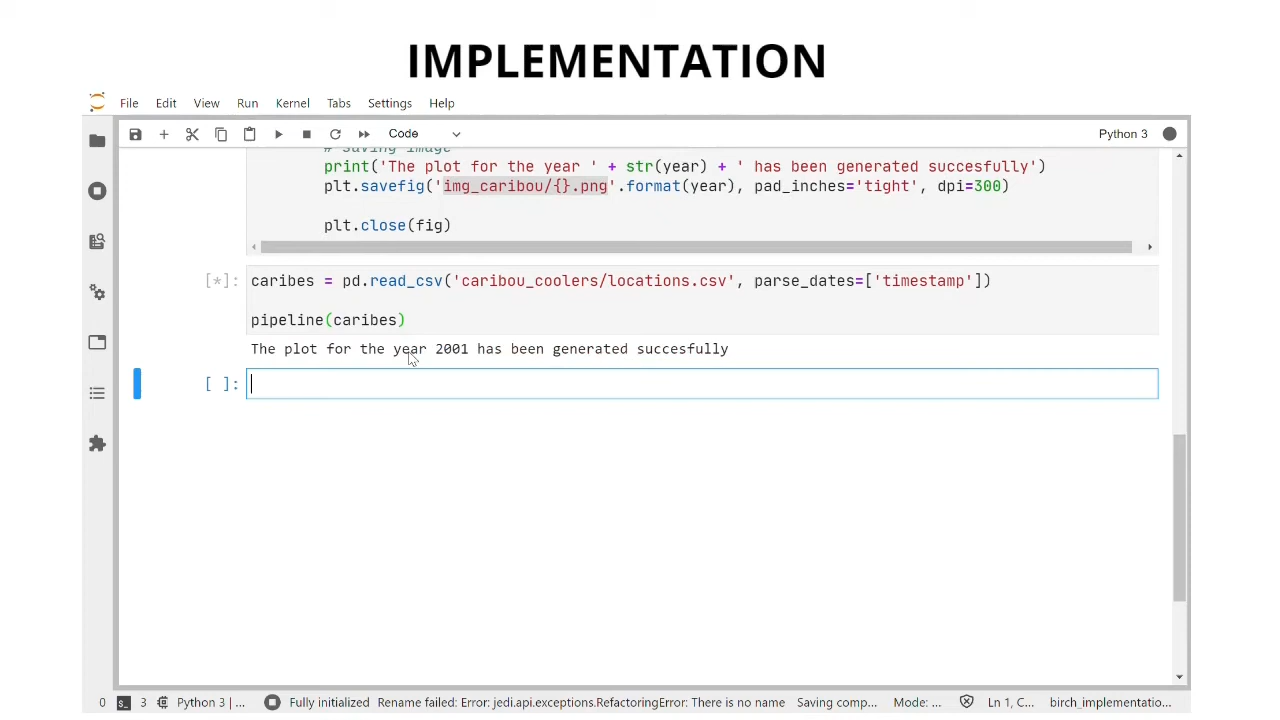 IMPLEMENTATION
File Edit View Run Kernel Tabs Settings Help
Code Python 3
# Saving image
print('The plot for the year ' + str(year) + ' has been generated succesfully')
plt.savefig('img_caribou/{}.png'.format(year), pad_inches='tight', dpi=300)
plt.close(fig)
[*]: caribes = pd.read_csv('caribou_coolers/locations.csv', parse_dates=['timestamp'])
pipeline(caribes)
The plot for the year 2001 has been generated succesfully
[ ]:
0 s_ 3 Python 3 | ... Fully initialized Rename failed: Error: jedi.api.exceptions.RefactoringError: There is no name Saving comp... Mode: ... Ln 1, C... birch_implementatio...